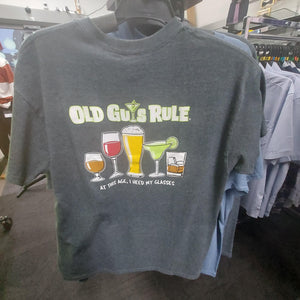 OLD GUYS RULE
AT THIS AGE, I NEED MY GLASSES